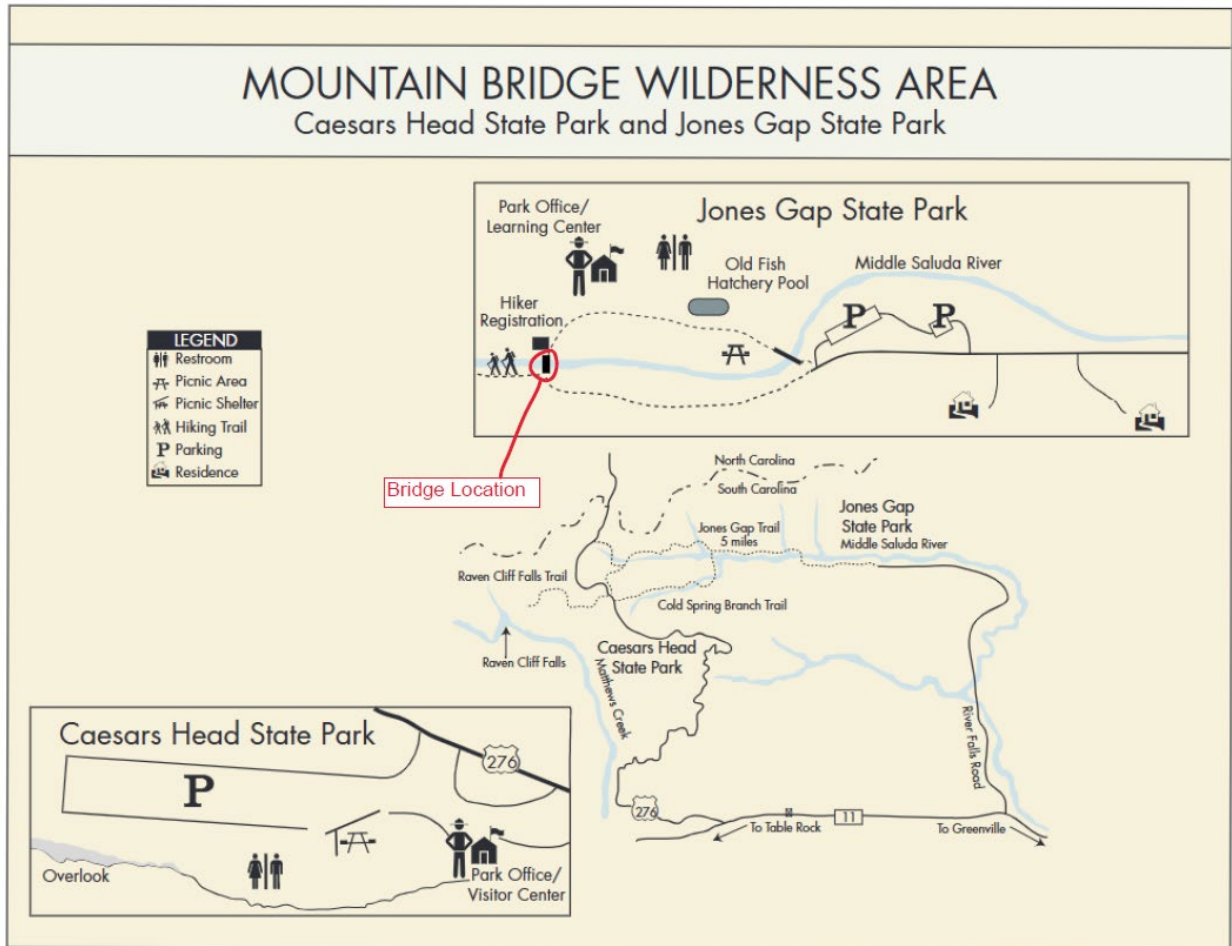 MOUNTAIN BRIDGE WILDERNESS AREA
Caesars Head State Park and Jones Gap State Park
Jones Gap State Park
Park Office/
Learning Center
Old Fish
Hatchery Pool
Middle Saluda River
Hiker
Registration
P
P
LEGEND
Restroom
Picnic Area
Picnic Shelter
Hiking Trail
P Parking
Residence
Bridge Location
North Carolina
South Carolina
Jones Gap
State Park
Middle Saluda River
Jones Gap Trail
5 miles
Raven Cliff Falls Trail
Cold Spring Branch Trail
Raven Cliff Falls
Caesars Head
State Park
Matthews Creek
River Falls Road
276
11
To Table Rock
To Greenville
Caesars Head State Park
276
P
Overlook
Park Office/
Visitor Center